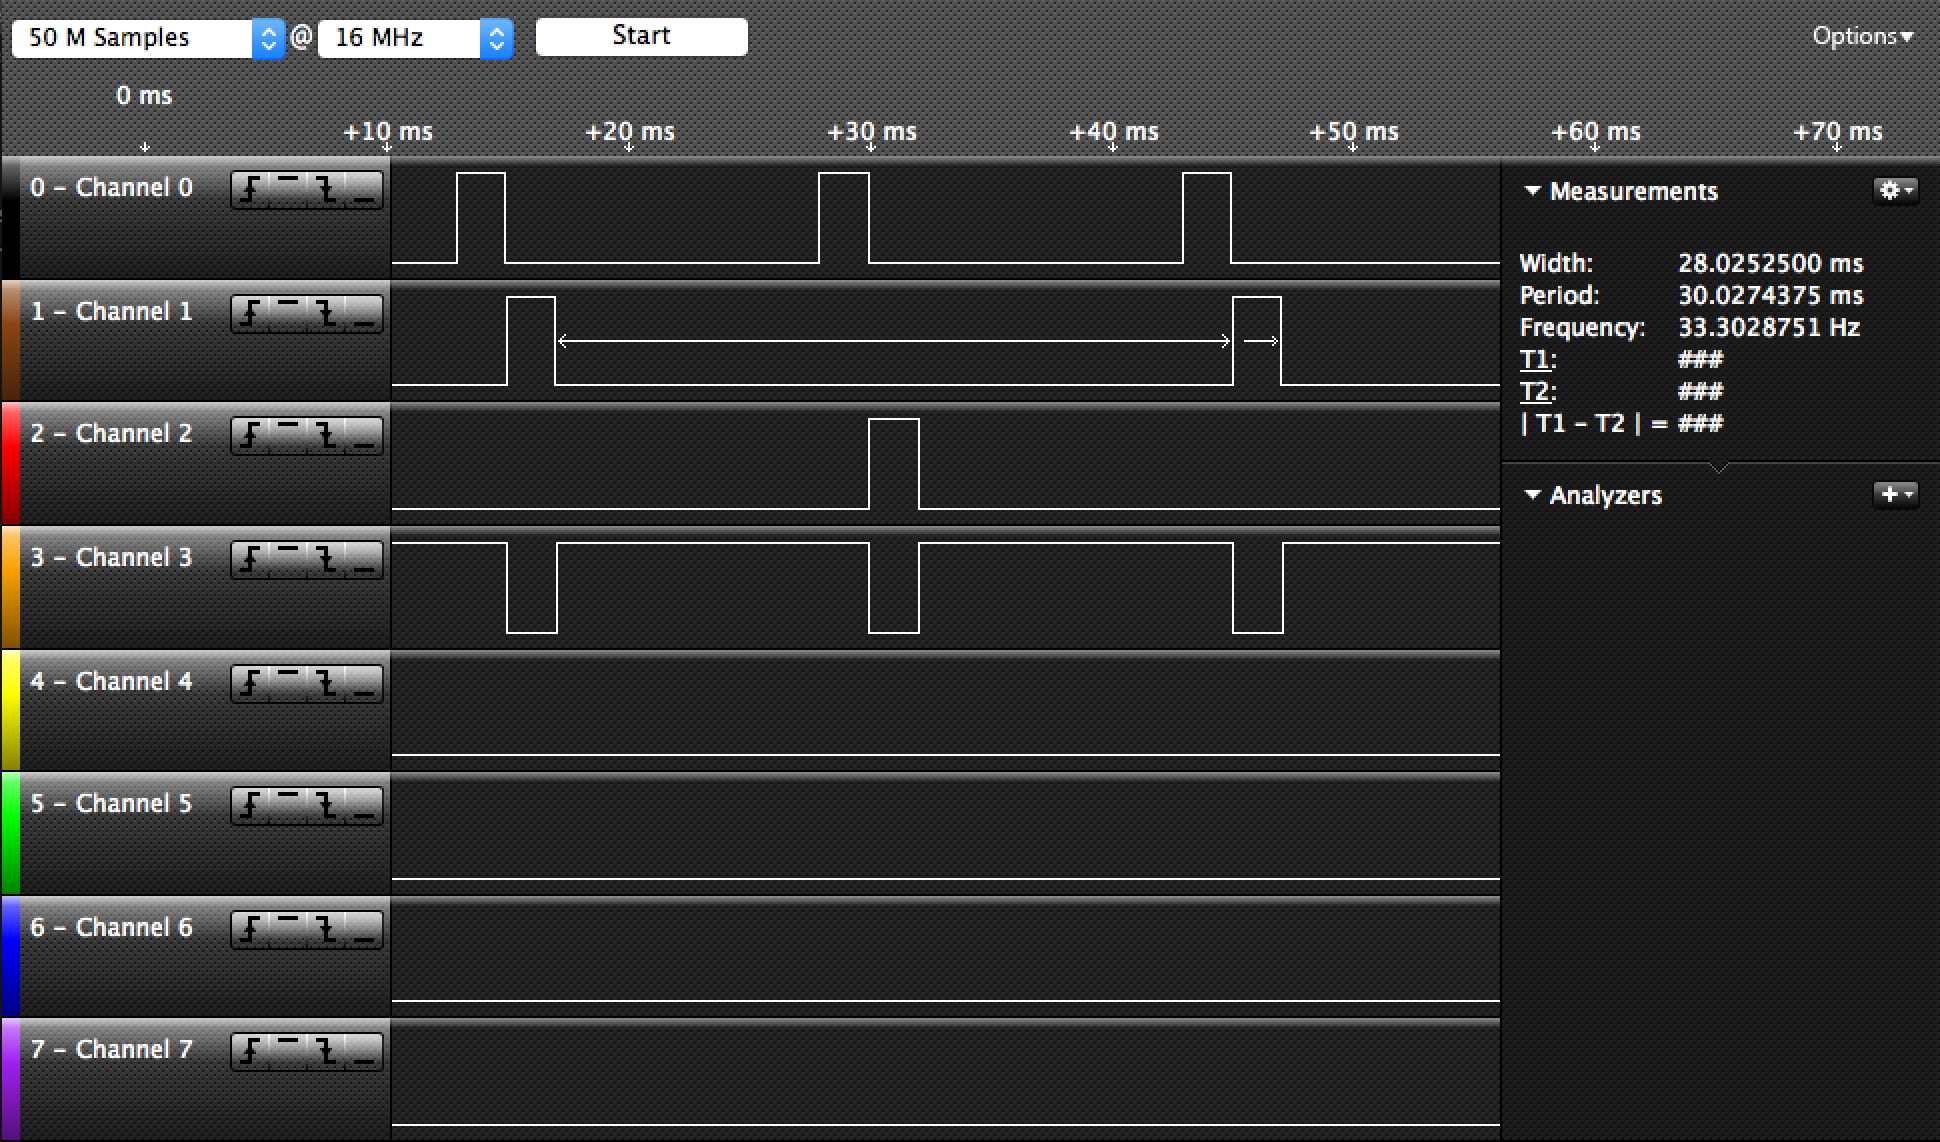 50 M Samples @ 16 MHz Start Options▾
0 ms
+10 ms +20 ms +30 ms +40 ms +50 ms +60 ms +70 ms
0 – Channel 0
1 – Channel 1
2 – Channel 2
3 – Channel 3
4 – Channel 4
5 – Channel 5
6 – Channel 6
7 – Channel 7
Measurements
Width: 28.0252500 ms
Period: 30.0274375 ms
Frequency: 33.3028751 Hz
T1: ###
T2: ###
| T1 – T2 | = ###
Analyzers